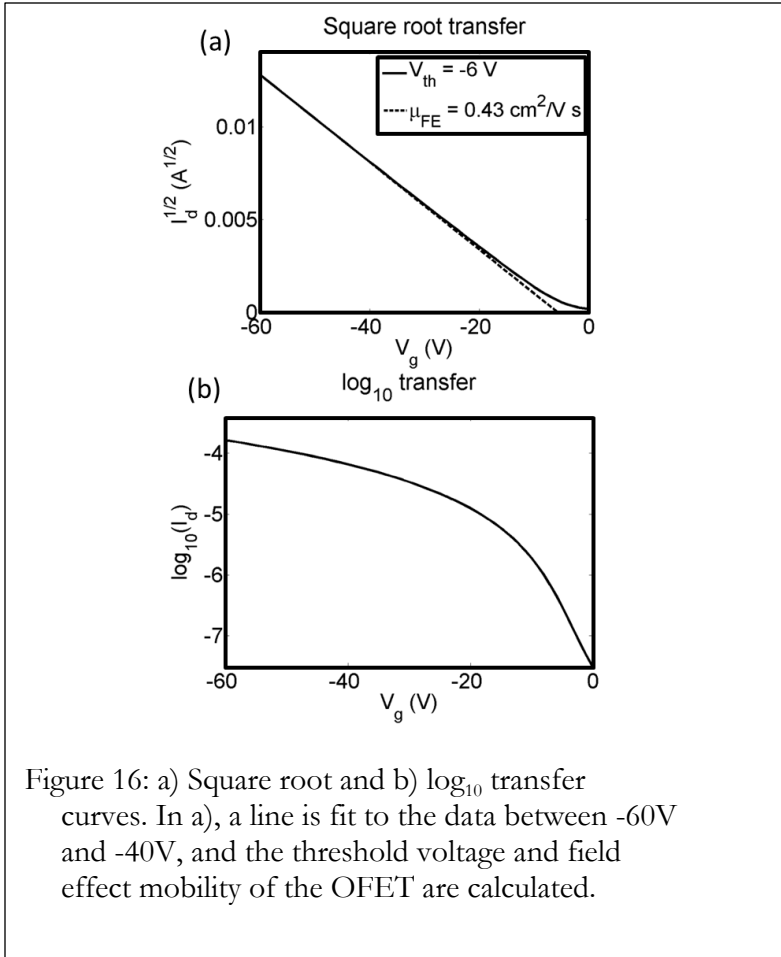 (a)
Square root transfer
V_th = -6 V
μ_FE = 0.43 cm²/V s
I_d^1/2 (A^1/2)
0.01
0.005
0
-60
-40
-20
0
V_g (V)
(b)
log₁₀ transfer
log₁₀(I_d)
-4
-5
-6
-7
-60
-40
-20
0
V_g (V)
Figure 16: a) Square root and b) log₁₀ transfer
curves. In a), a line is fit to the data between -60V
and -40V, and the threshold voltage and field
effect mobility of the OFET are calculated.